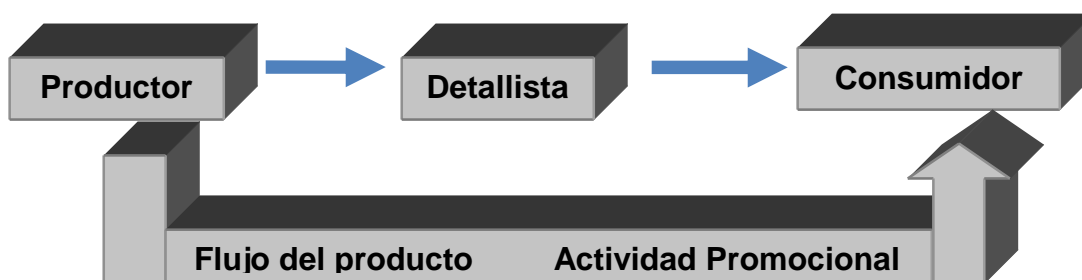 Productor Detallista Consumidor
Flujo del producto Actividad Promocional